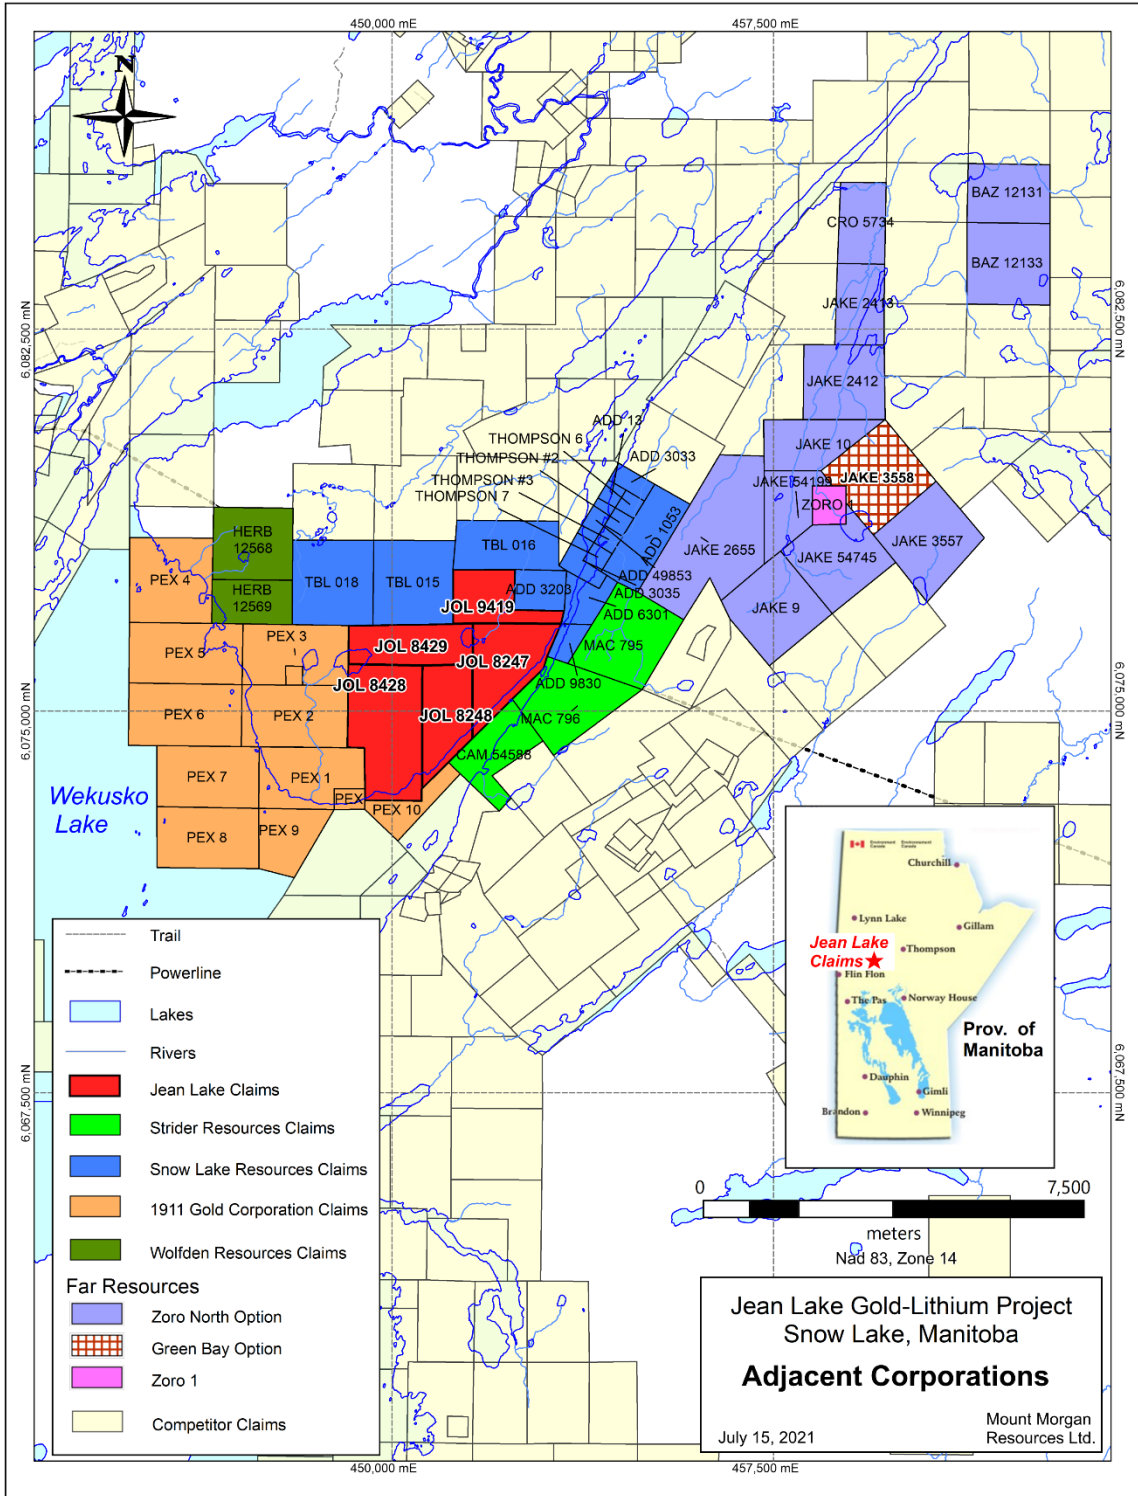 450,000 mE
457,500 mE
N
BAZ 12131
CRO 5734
BAZ 12133
JAKE 2413
6,082,500 mN
6,082,500 mN
JAKE 2412
ADD 13
THOMPSON 6
JAKE 10
ADD 3033
THOMPSON #2
THOMPSON #3
JAKE 54199
JAKE 3558
THOMPSON 7
ZORO 1
HERB
12568
TBL 016
ADD 1053
JAKE 2655
JAKE 54745
JAKE 3557
PEX 4
TBL 018
TBL 015
ADD 3203
ADD 49853
HERB
12569
ADD 3035
JOL 9419
ADD 6301
JAKE 9
PEX 3
JOL 8429
MAC 795
PEX 5
JOL 8247
JOL 8428
ADD 9830
PEX 6
PEX 2
JOL 8248
MAC 796
6,075,000 mN
6,075,000 mN
CAM 54588
PEX 7
PEX 1
PEX
Wekusko
Lake
PEX 10
PEX 8
PEX 9
Environment
Canada
Environnement
Canada
Churchill
Lynn Lake
Gillam
Jean Lake
Claims
Thompson
Flin Flon
The Pas
Norway House
Prov. of
Manitoba
Dauphin
Gimli
Brandon
Winnipeg
6,067,500 mN
6,067,500 mN
Trail
Powerline
Lakes
Rivers
Jean Lake Claims
Strider Resources Claims
Snow Lake Resources Claims
1911 Gold Corporation Claims
Wolfden Resources Claims
Far Resources
Zoro North Option
Green Bay Option
Zoro 1
Competitor Claims
0
7,500
meters
Nad 83, Zone 14
Jean Lake Gold-Lithium Project
Snow Lake, Manitoba
Adjacent Corporations
Mount Morgan
July 15, 2021
Resources Ltd.
450,000 mE
457,500 mE